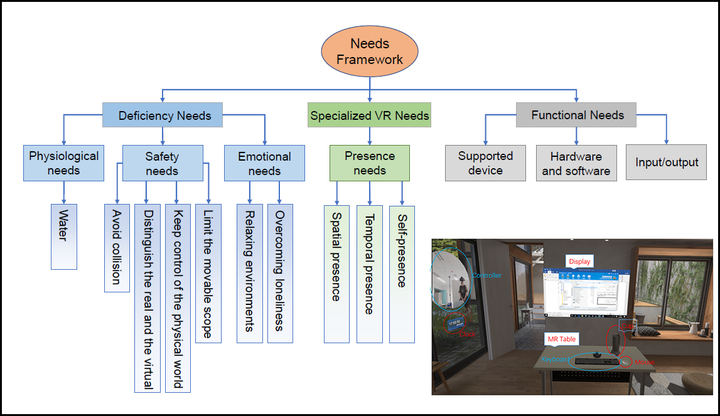 Needs
Framework
Deficiency Needs
Specialized VR Needs
Functional Needs
Physiological
needs
Safety
needs
Emotional
needs
Presence
needs
Supported
device
Hardware
and software
Input/output
Water
Avoid collision
Distinguish the real and the virtual
Keep control of the physical world
Limit the movable scope
Relaxing environments
Overcoming loneliness
Spatial presence
Temporal presence
Self-presence
Display
Controller
Clock
MR Table
Keyboard